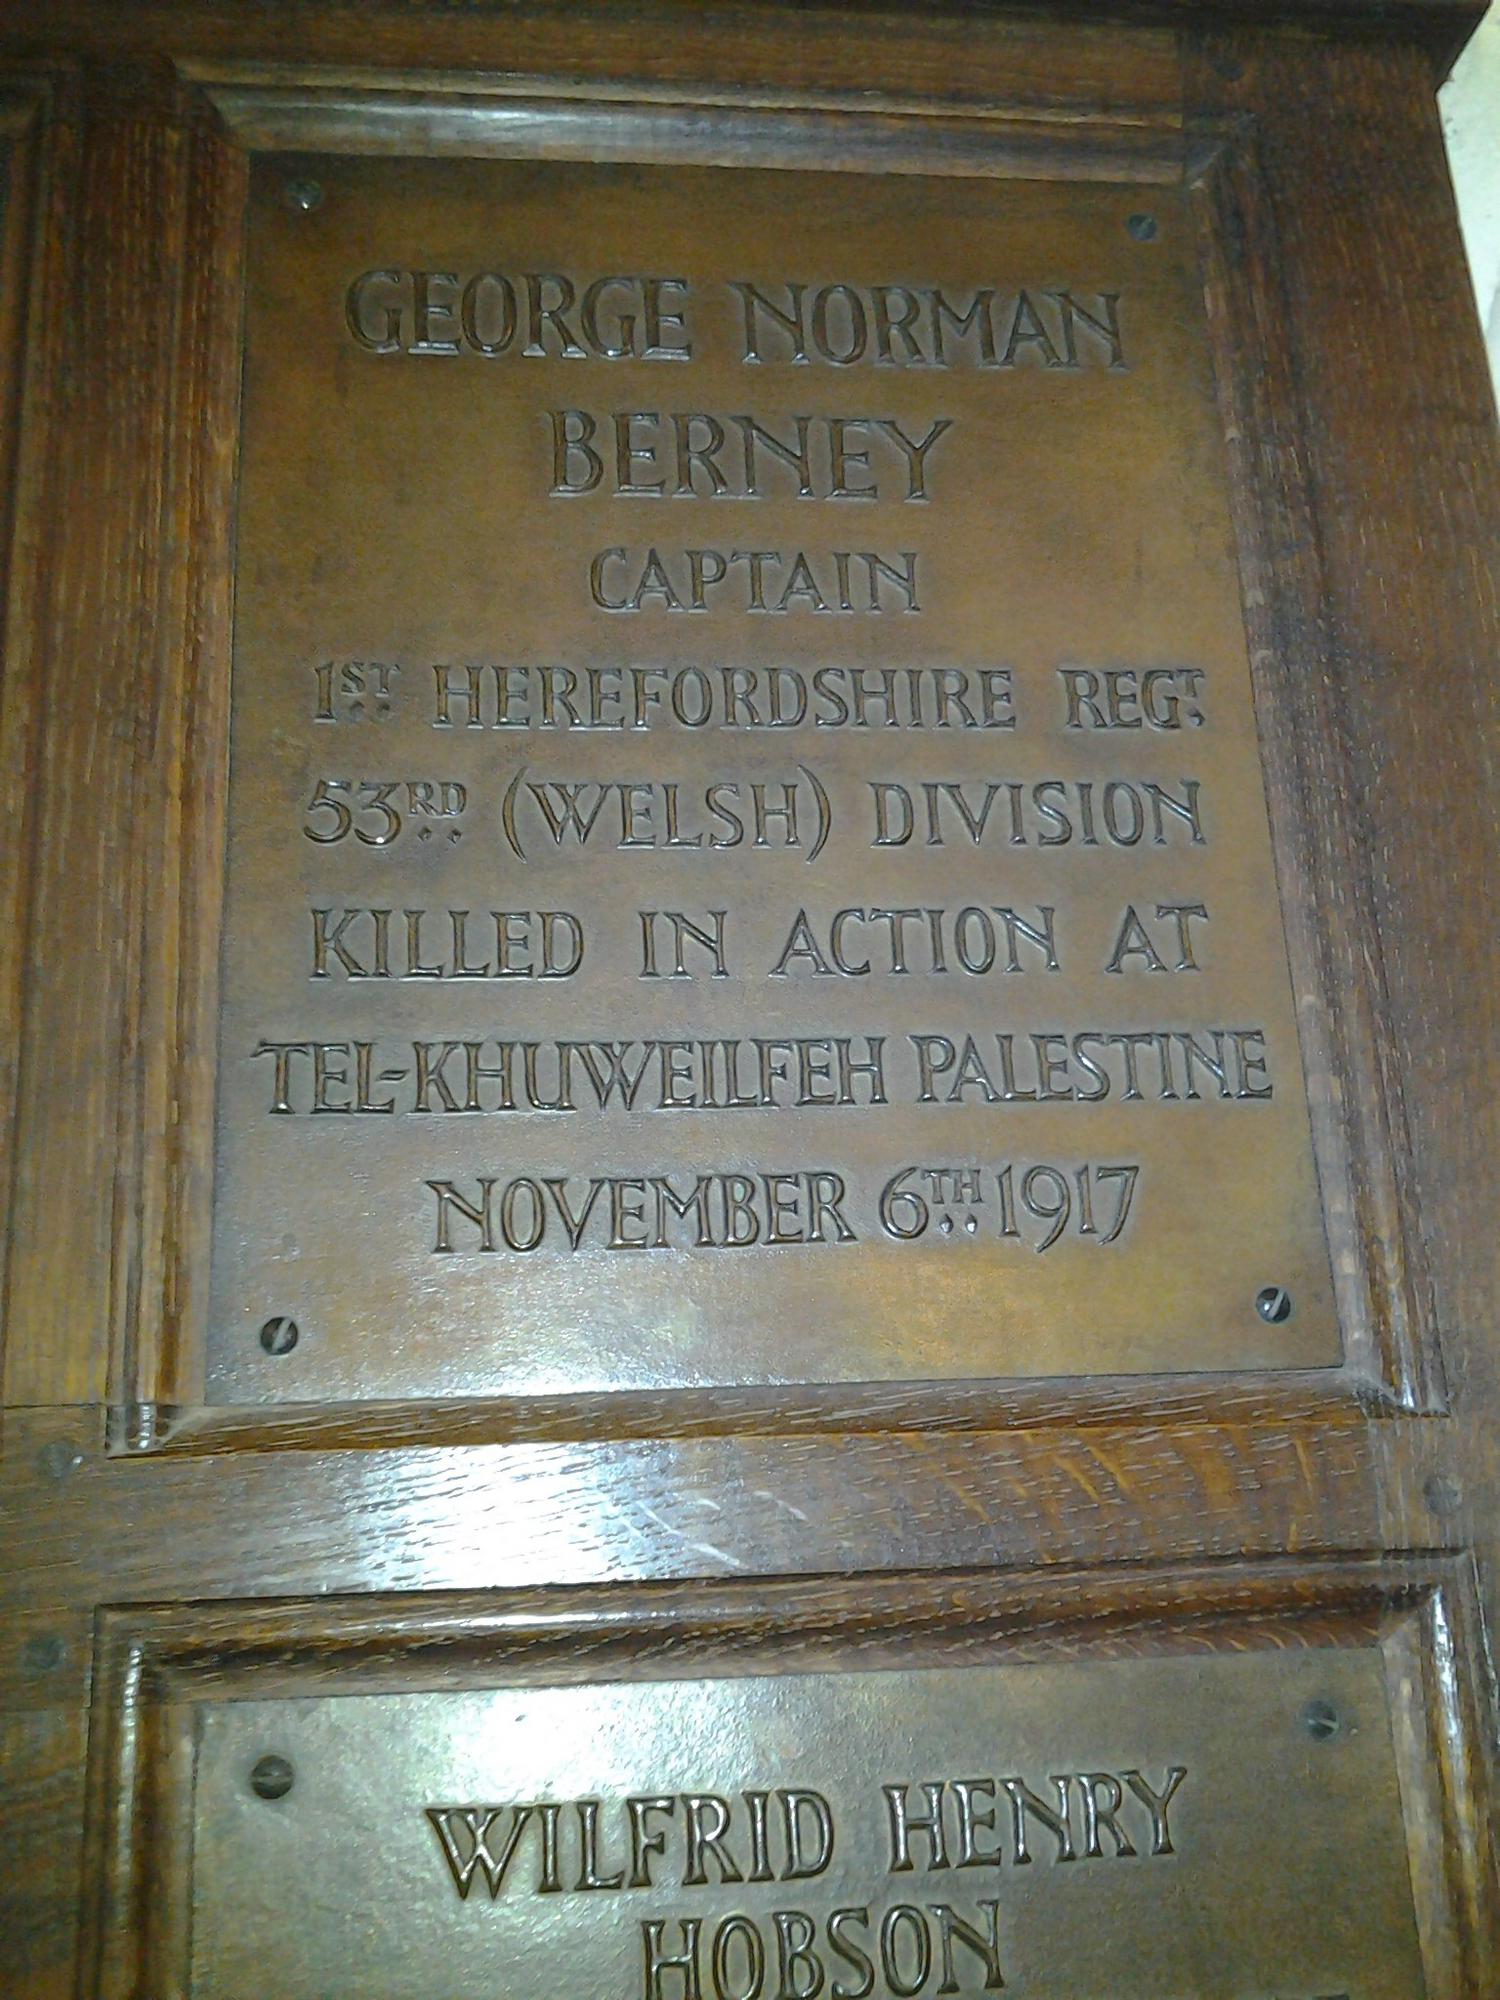 GEORGE NORMAN
BERNEY
CAPTAIN
1ST HEREFORDSHIRE REGT
53RD (WELSH) DIVISION
KILLED IN ACTION AT
TEL-KHUWEILFEH PALESTINE
NOVEMBER 6TH 1917
WILFRID HENRY
HOBSON